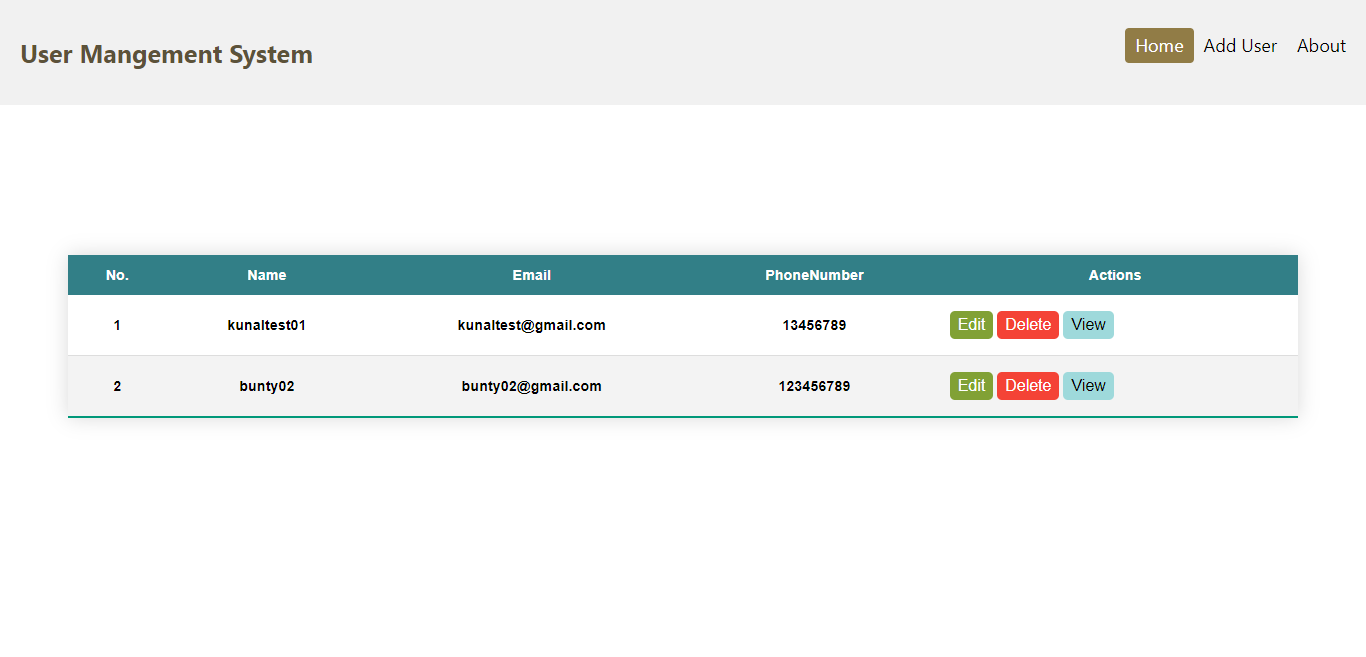 User Mangement System
Home Add User About
No. Name Email PhoneNumber Actions
1 kunaltest01 kunaltest@gmail.com 13456789 Edit Delete View
2 bunty02 bunty02@gmail.com 123456789 Edit Delete View